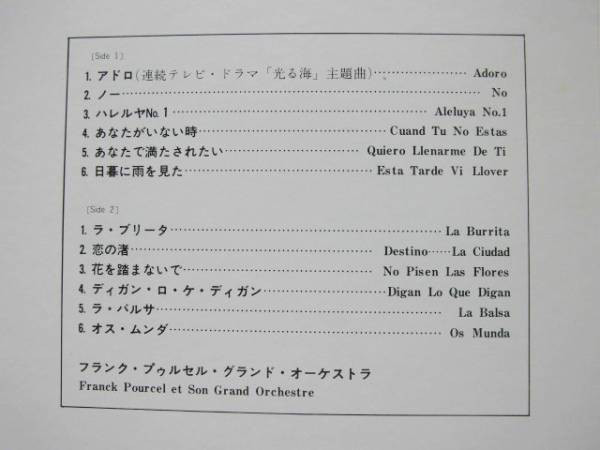 [Side 1]
1. アドロ(連続テレビ・ドラマ「光る海」主題曲)…………………… Adoro
2. ノー…………………………………………………………… No
3. ハレルヤNo.1………………………………………… Aleluya No.1
4. あなたがいない時……………………………… Cuand Tu No Estas
5. あなたで満たされたい………………………… Quiero Llenarme De Ti
6. 日暮に雨を見た……………………………… Esta Tarde Vi Llover
[Side 2]
1. ラ・ブリータ…………………………………………… La Burrita
2. 恋の渚……………………………………… Destino……La Ciudad
3. 花を踏まないで……………………………… No Pisen Las Flores
4. ディガン・ロ・ケ・ディガン…………………… Digan Lo Que Digan
5. ラ・バルサ……………………………………………… La Balsa
6. オス・ムンダ…………………………………………… Os Munda
フランク・プゥルセル・グランド・オーケストラ
Franck Pourcel et Son Grand Orchestre